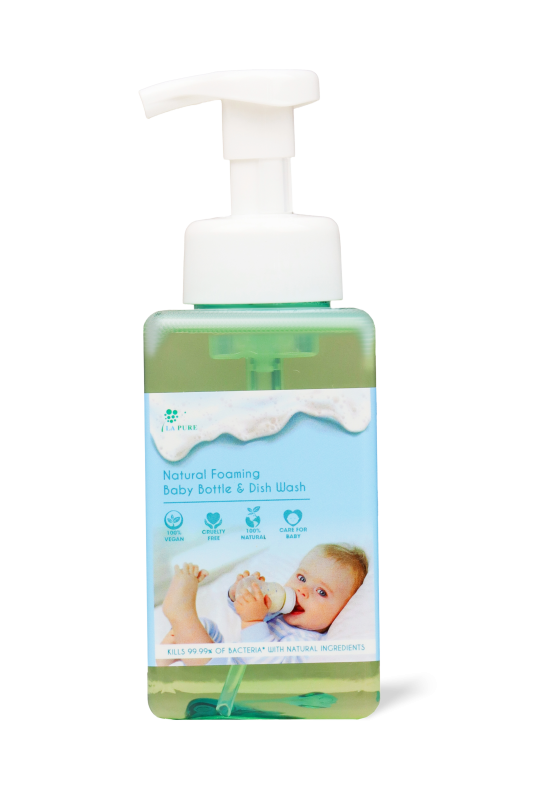 LA PURE
Natural Foaming
Baby Bottle & Dish Wash
100%
VEGAN
CRUELTY
FREE
100%
NATURAL
CARE FOR
BABY
KILLS 99.99% OF BACTERIA* WITH NATURAL INGREDIENTS